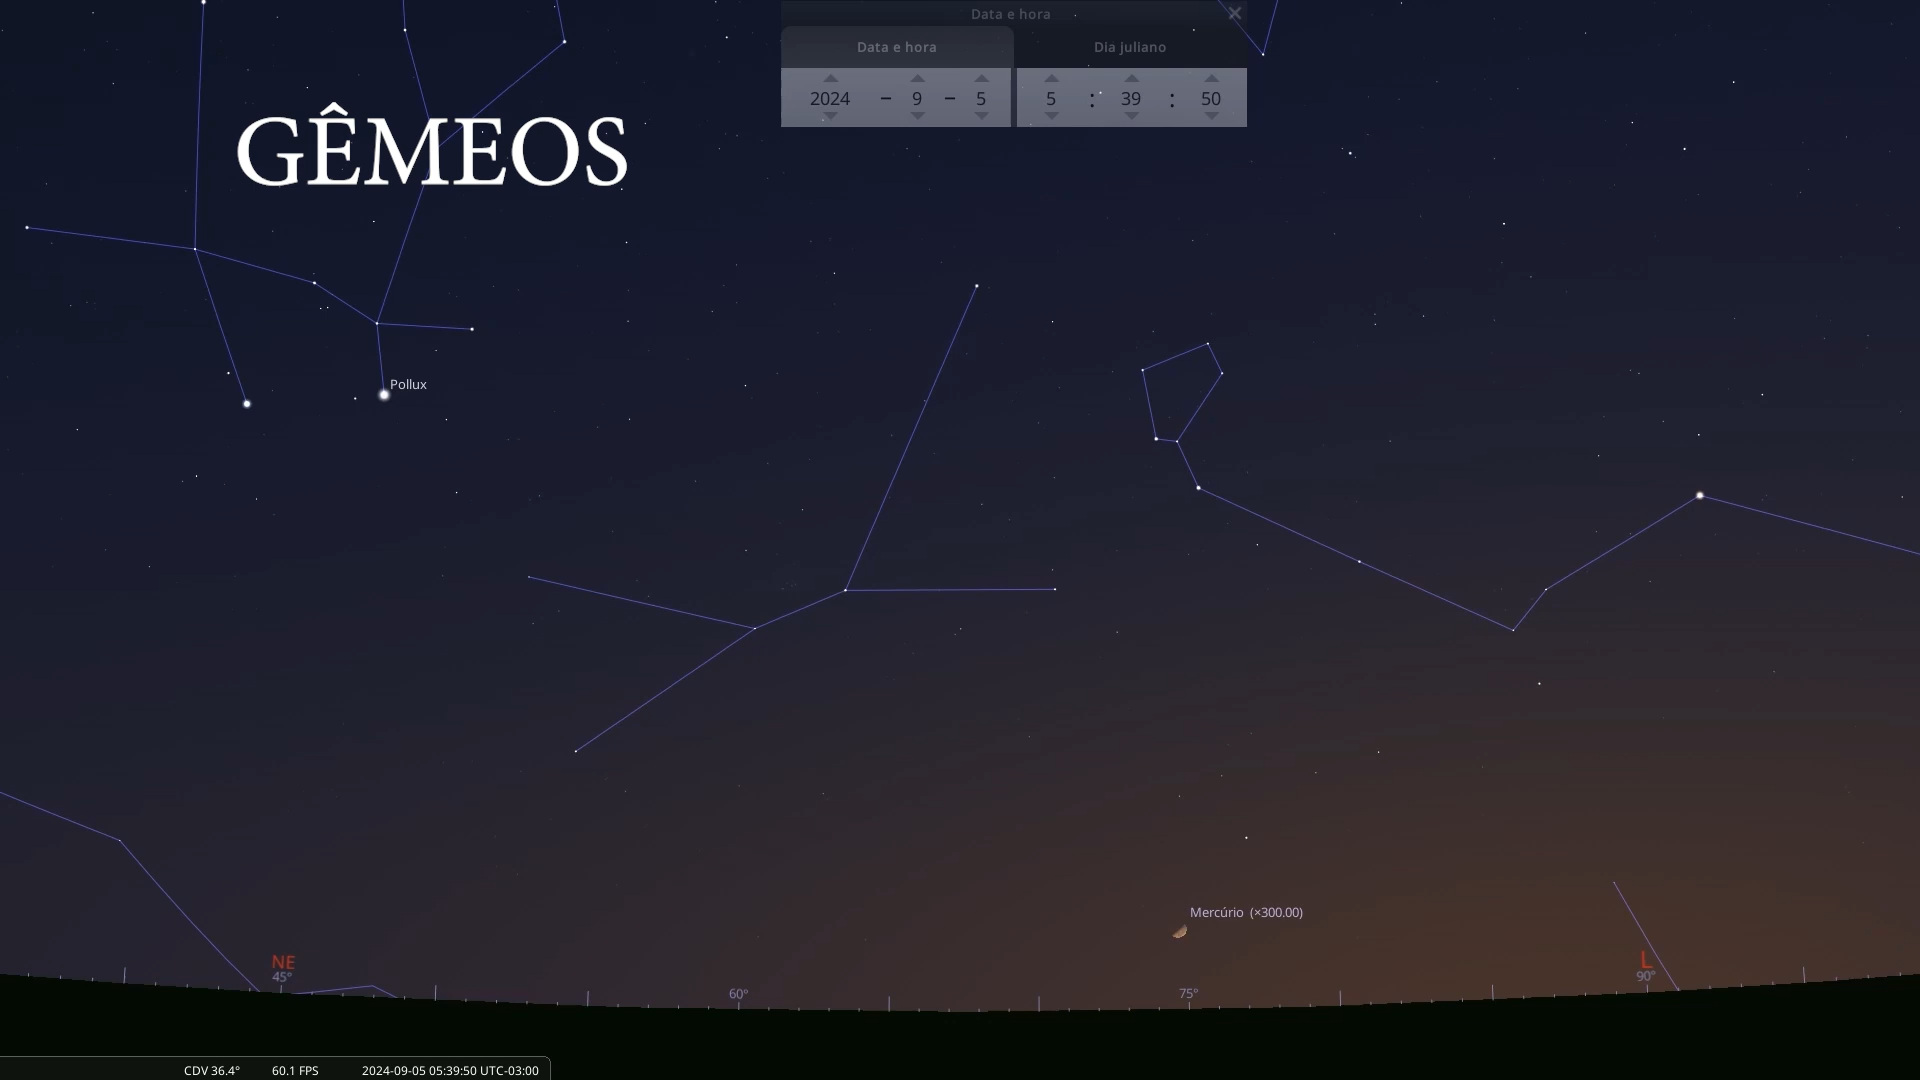 Data e hora
Data e hora
Dia juliano
2024 – 9 – 5 5 : 39 : 50
GÊMEOS
Pollux
Mercúrio (×300.00)
NE
45°
60°
75°
L
90°
CDV 36.4° 60.1 FPS 2024-09-05 05:39:50 UTC-03:00